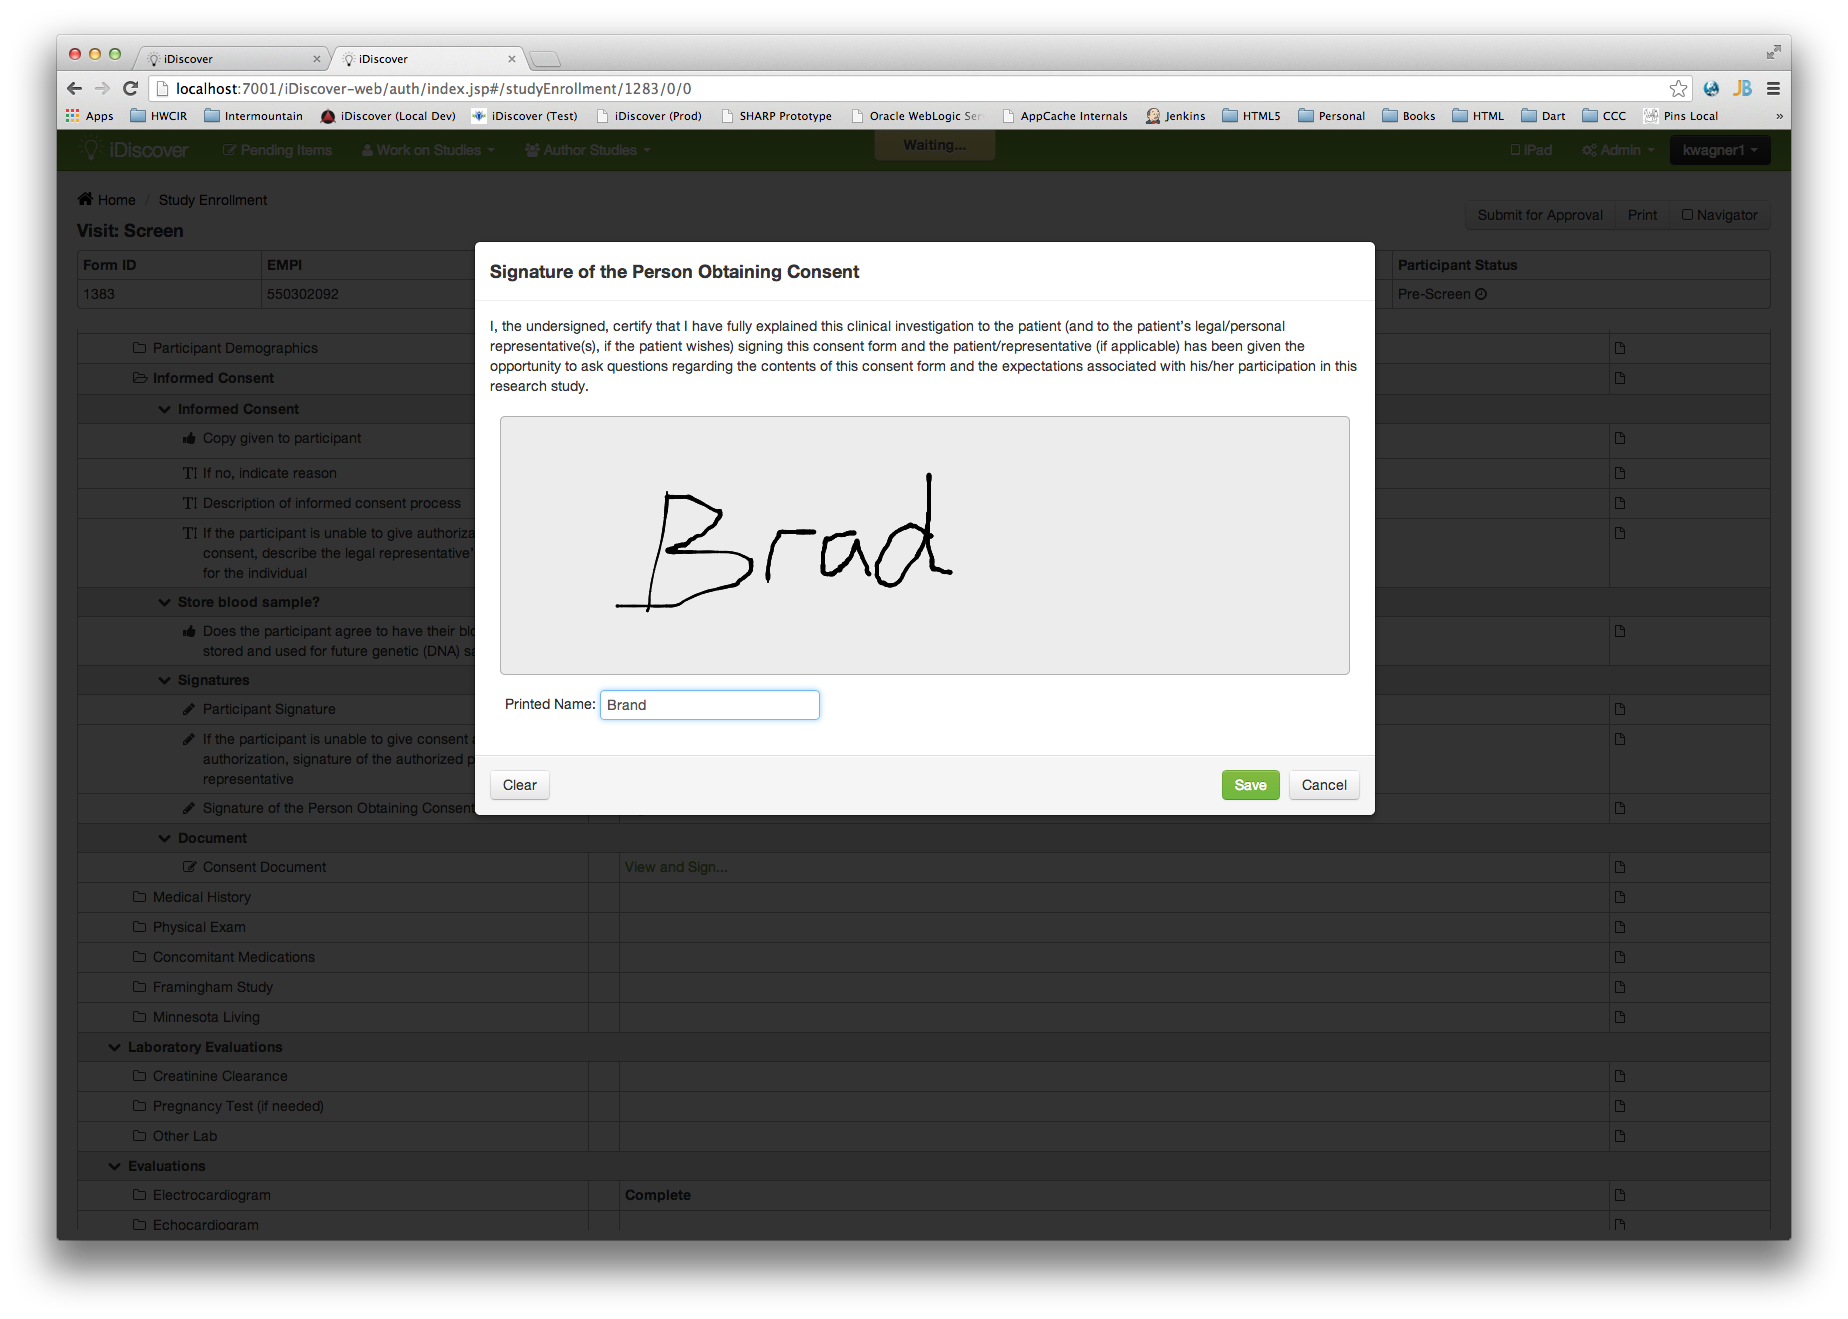 iDiscover iDiscover
localhost:7001/iDiscover-web/auth/index.jsp#/studyEnrollment/1283/0/0 JB
Apps HWCIR Intermountain iDiscover (Local Dev) iDiscover (Test) iDiscover (Prod) SHARP Prototype Oracle WebLogic Ser AppCache Internals Jenkins HTML5 Personal Books HTML Dart CCC Pins Local »
iDiscover Pending Items Work on Studies Author Studies Waiting... iPad Admin kwagner1
Home / Study Enrollment
Submit for Approval Print Navigator
Visit: Screen
Form ID EMPI Participant Status
1383 550302092 Pre-Screen
Signature of the Person Obtaining Consent
I, the undersigned, certify that I have fully explained this clinical investigation to the patient (and to the patient's legal/personal
representative(s), if the patient wishes) signing this consent form and the patient/representative (if applicable) has been given the
opportunity to ask questions regarding the contents of this consent form and the expectations associated with his/her participation in this
research study.
Brad
Printed Name: Brand
Clear Save Cancel
Participant Demographics
Informed Consent
Informed Consent
Copy given to participant
TI If no, indicate reason
TI Description of informed consent process
TI If the participant is unable to give authoriza
consent, describe the legal representative'
for the individual
Store blood sample?
Does the participant agree to have their blo
stored and used for future genetic (DNA) sa
Signatures
Participant Signature
If the participant is unable to give consent a
authorization, signature of the authorized p
representative
Signature of the Person Obtaining Consent
Document
Consent Document View and Sign...
Medical History
Physical Exam
Concomitant Medications
Framingham Study
Minnesota Living
Laboratory Evaluations
Creatinine Clearance
Pregnancy Test (if needed)
Other Lab
Evaluations
Electrocardiogram Complete
Echocardiogram